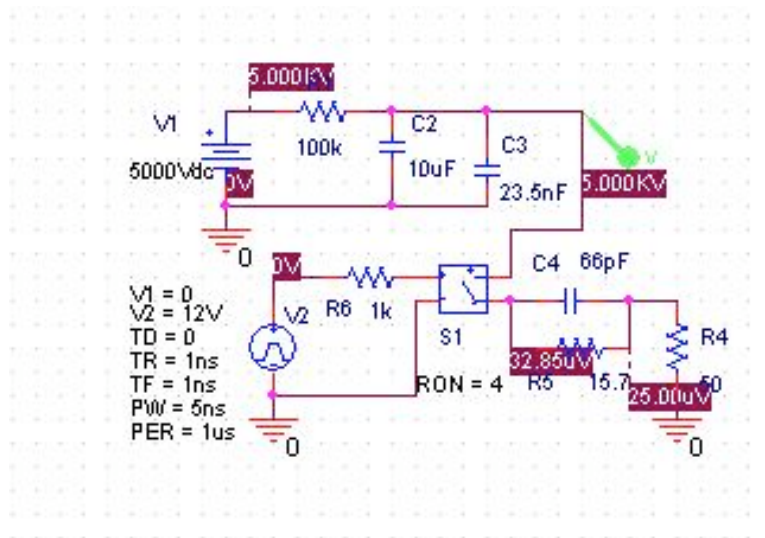 5.000KV
V1
5000Vdc
0V
100k
C2
10uF
C3
23.5nF
V
5.000KV
0
0V
R6 1k
S1
C4 66pF
V1 = 0
V2 = 12V
TD = 0
TR = 1ns
TF = 1ns
PW = 5ns
PER = 1us
V2
RON = 4
32.85uV
R5 15.7
R4
50
25.00uV
0
0